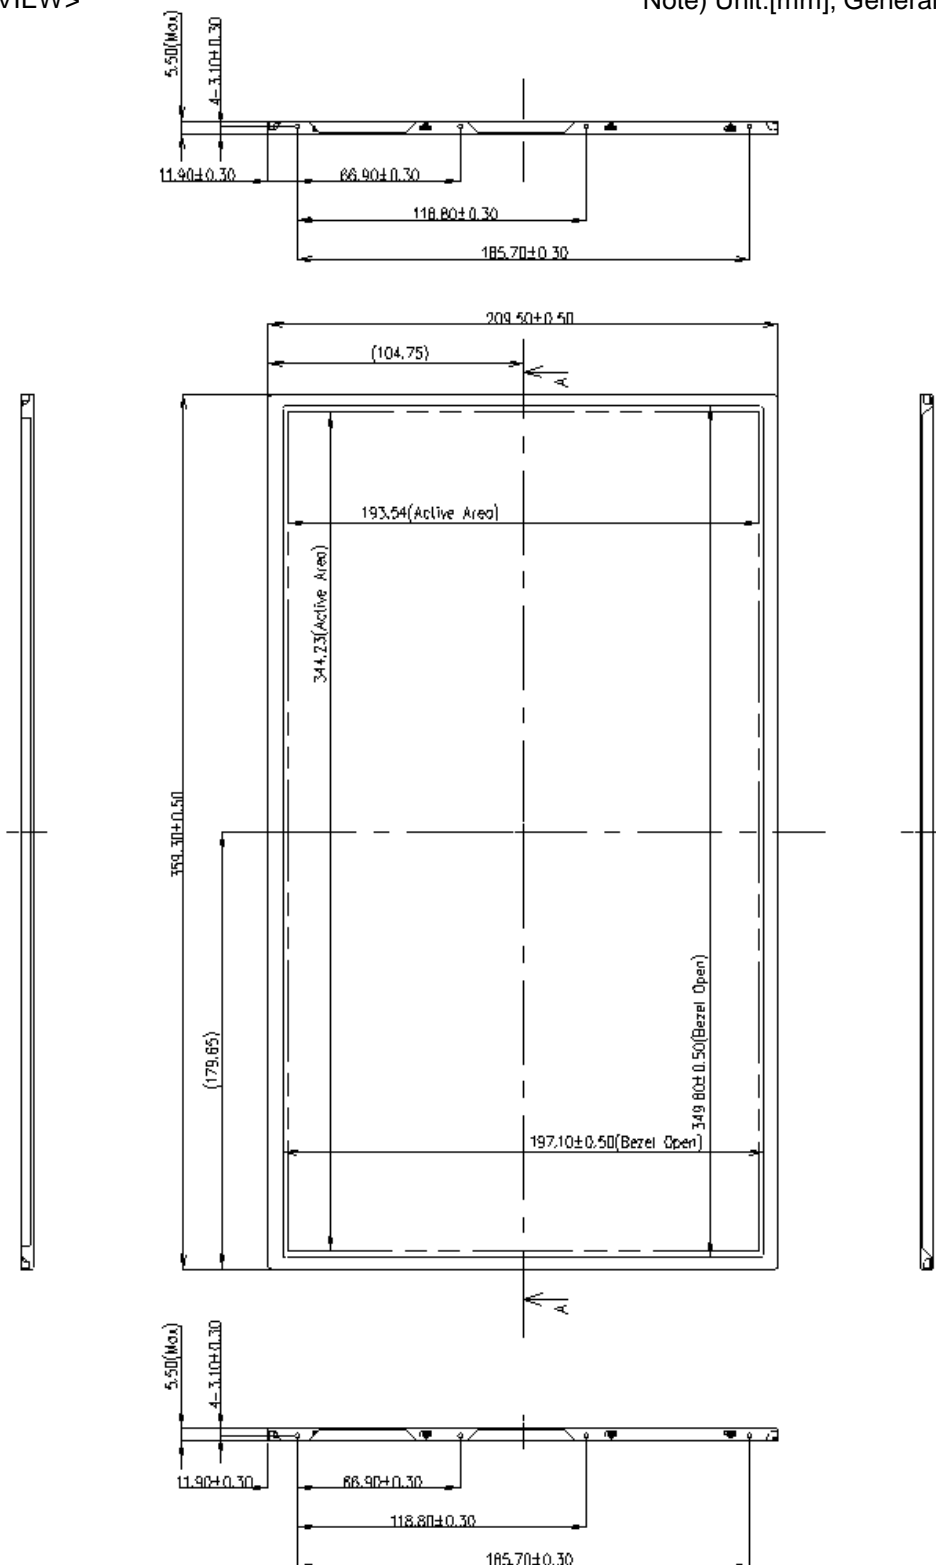 VIEW>
Note) Unit.[mm], General
5.50(Max)
4-3.10±0.30
11.90±0.30
66.90±0.30
118.80±0.30
185.70±0.30
209.50±0.50
(104.75)
A
193.54(Active Area)
344.23(Active Area)
359.30±0.50
(179.65)
349.80±0.50(Bezel Open)
197.10±0.50(Bezel Open)
A
5.50(Max)
4-3.10±0.30
11.90±0.30
66.90±0.30
118.80±0.30
185.70±0.30